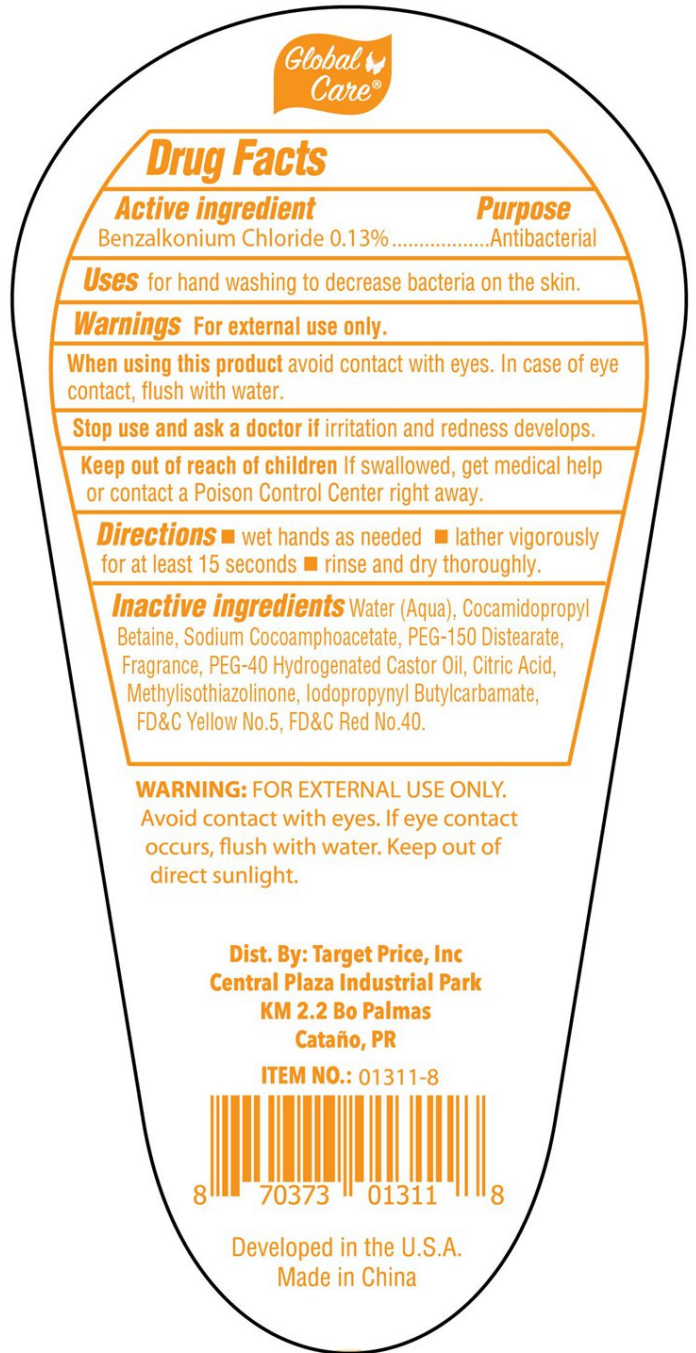 Global
Care®
Drug Facts
Active ingredient Purpose
Benzalkonium Chloride 0.13%..................Antibacterial
Uses for hand washing to decrease bacteria on the skin.
Warnings For external use only.
When using this product avoid contact with eyes. In case of eye
contact, flush with water.
Stop use and ask a doctor if irritation and redness develops.
Keep out of reach of children If swallowed, get medical help
or contact a Poison Control Center right away.
Directions ■ wet hands as needed ■ lather vigorously
for at least 15 seconds ■ rinse and dry thoroughly.
Inactive ingredients Water (Aqua), Cocamidopropyl
Betaine, Sodium Cocoamphoacetate, PEG-150 Distearate,
Fragrance, PEG-40 Hydrogenated Castor Oil, Citric Acid,
Methylisothiazolinone, Iodopropynyl Butylcarbamate,
FD&C Yellow No.5, FD&C Red No.40.
WARNING: FOR EXTERNAL USE ONLY.
Avoid contact with eyes. If eye contact
occurs, flush with water. Keep out of
direct sunlight.
Dist. By: Target Price, Inc
Central Plaza Industrial Park
KM 2.2 Bo Palmas
Cataño, PR
ITEM NO.: 01311-8
8 70373 01311 8
Developed in the U.S.A.
Made in China